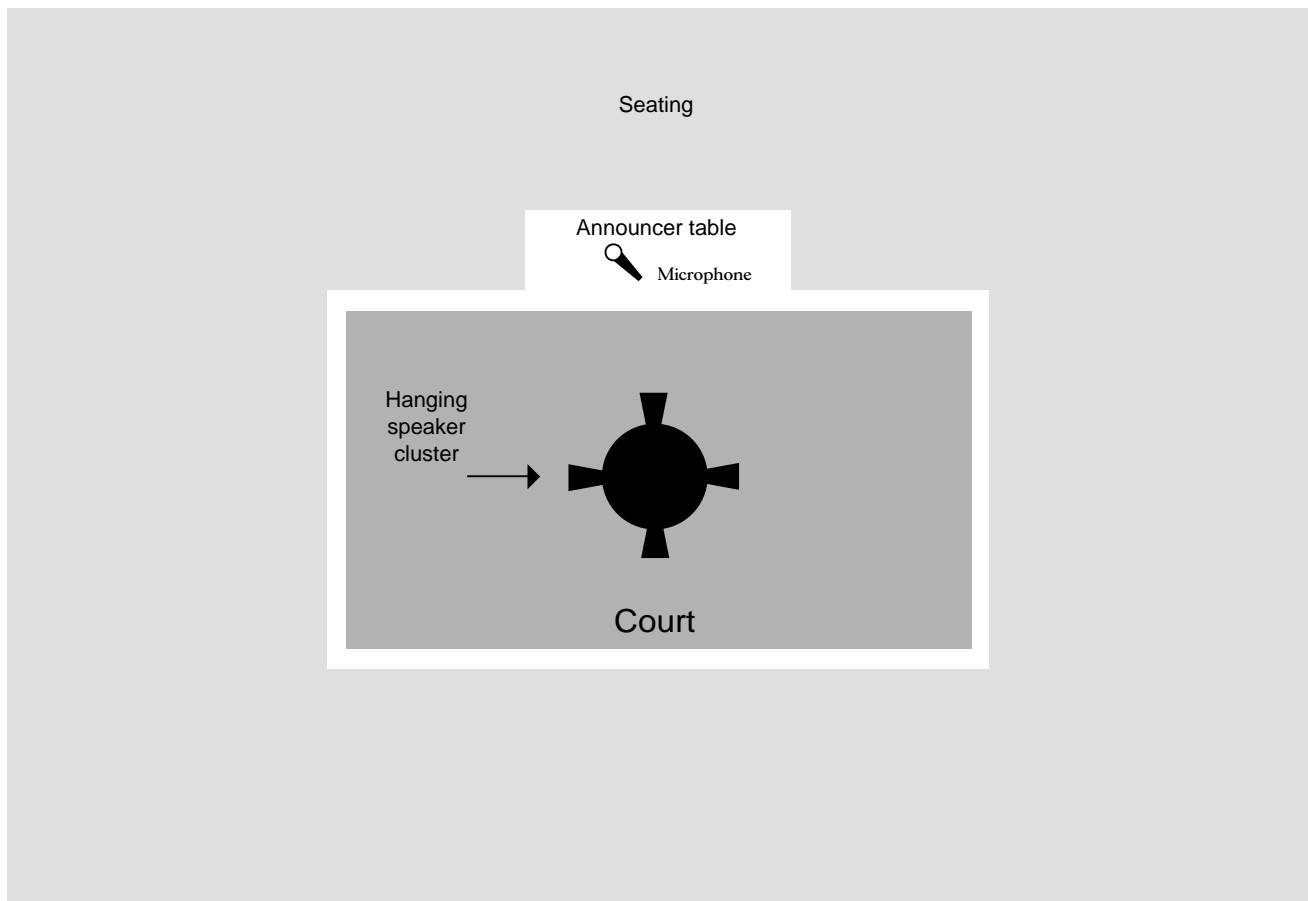 Seating
Announcer table
Microphone
Hanging
speaker
cluster
Court